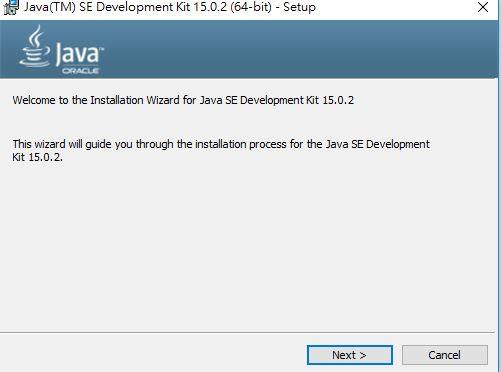 Java(TM) SE Development Kit 15.0.2 (64-bit) - Setup
Java™
ORACLE
Welcome to the Installation Wizard for Java SE Development Kit 15.0.2
This wizard will guide you through the installation process for the Java SE Development
Kit 15.0.2.
Next >
Cancel